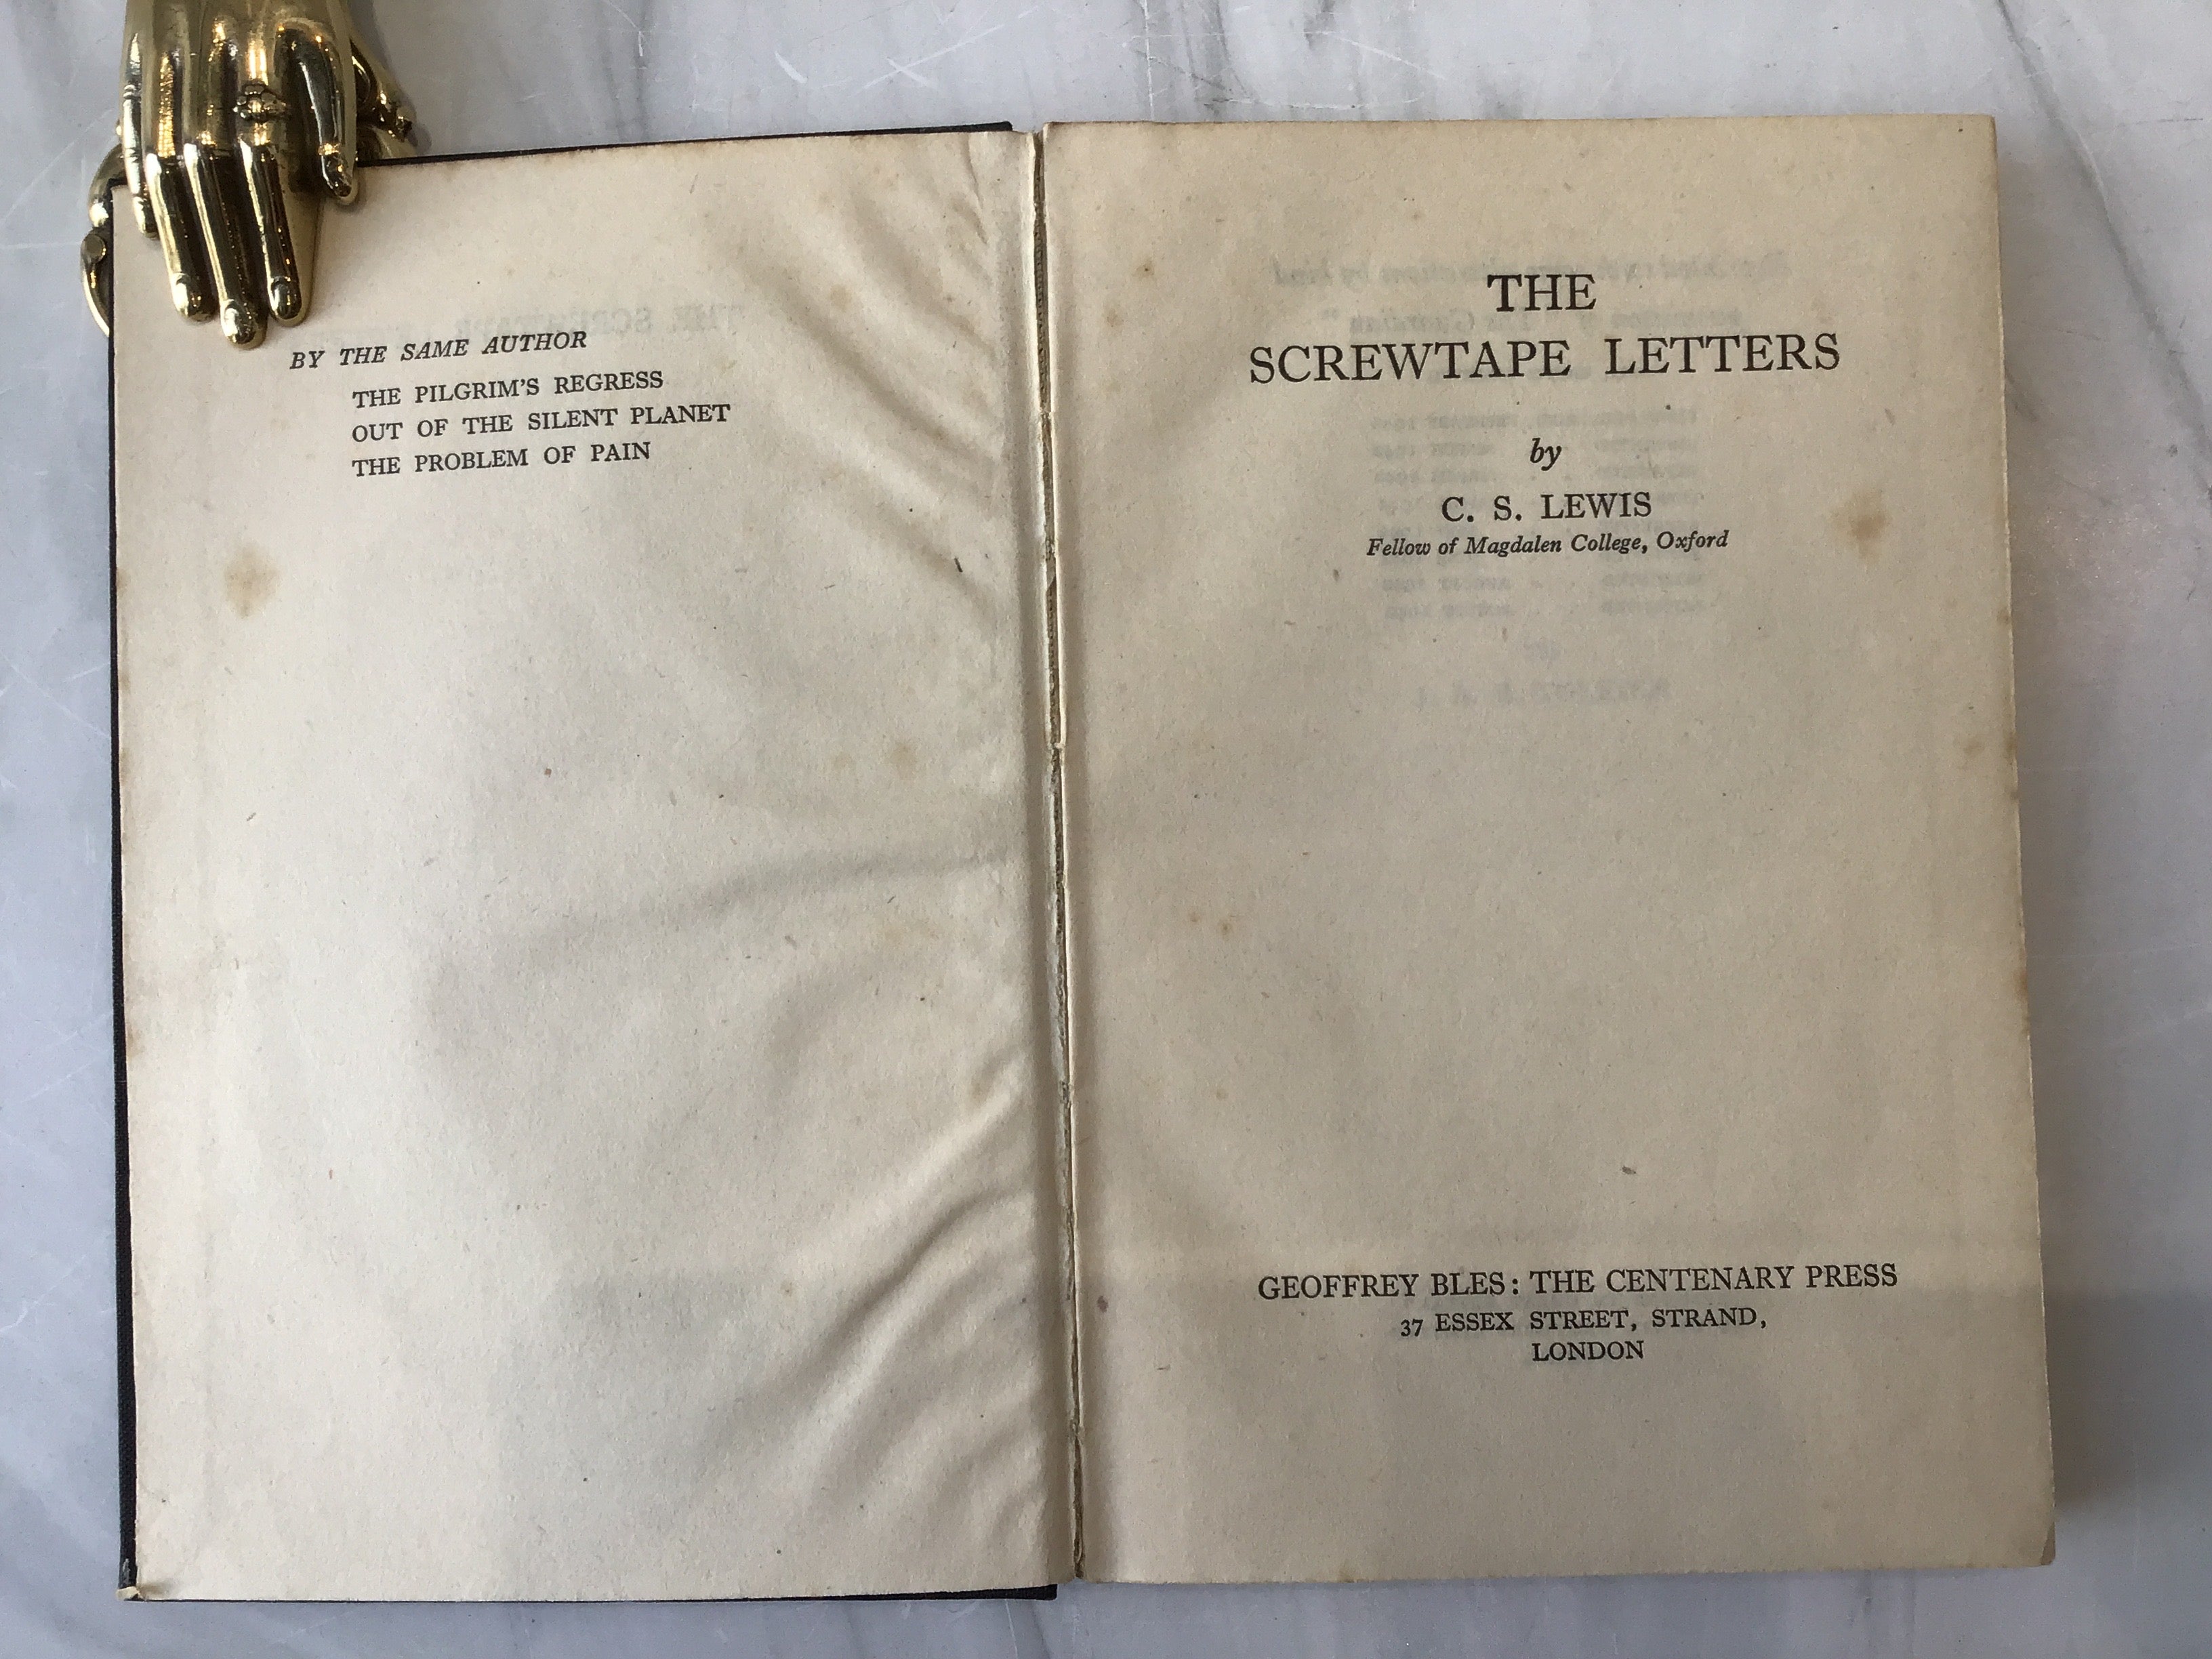 BY THE SAME AUTHOR
THE PILGRIM'S REGRESS
OUT OF THE SILENT PLANET
THE PROBLEM OF PAIN
THE
SCREWTAPE LETTERS
by
C. S. LEWIS
Fellow of Magdalen College, Oxford
GEOFFREY BLES: THE CENTENARY PRESS
37 ESSEX STREET, STRAND,
LONDON